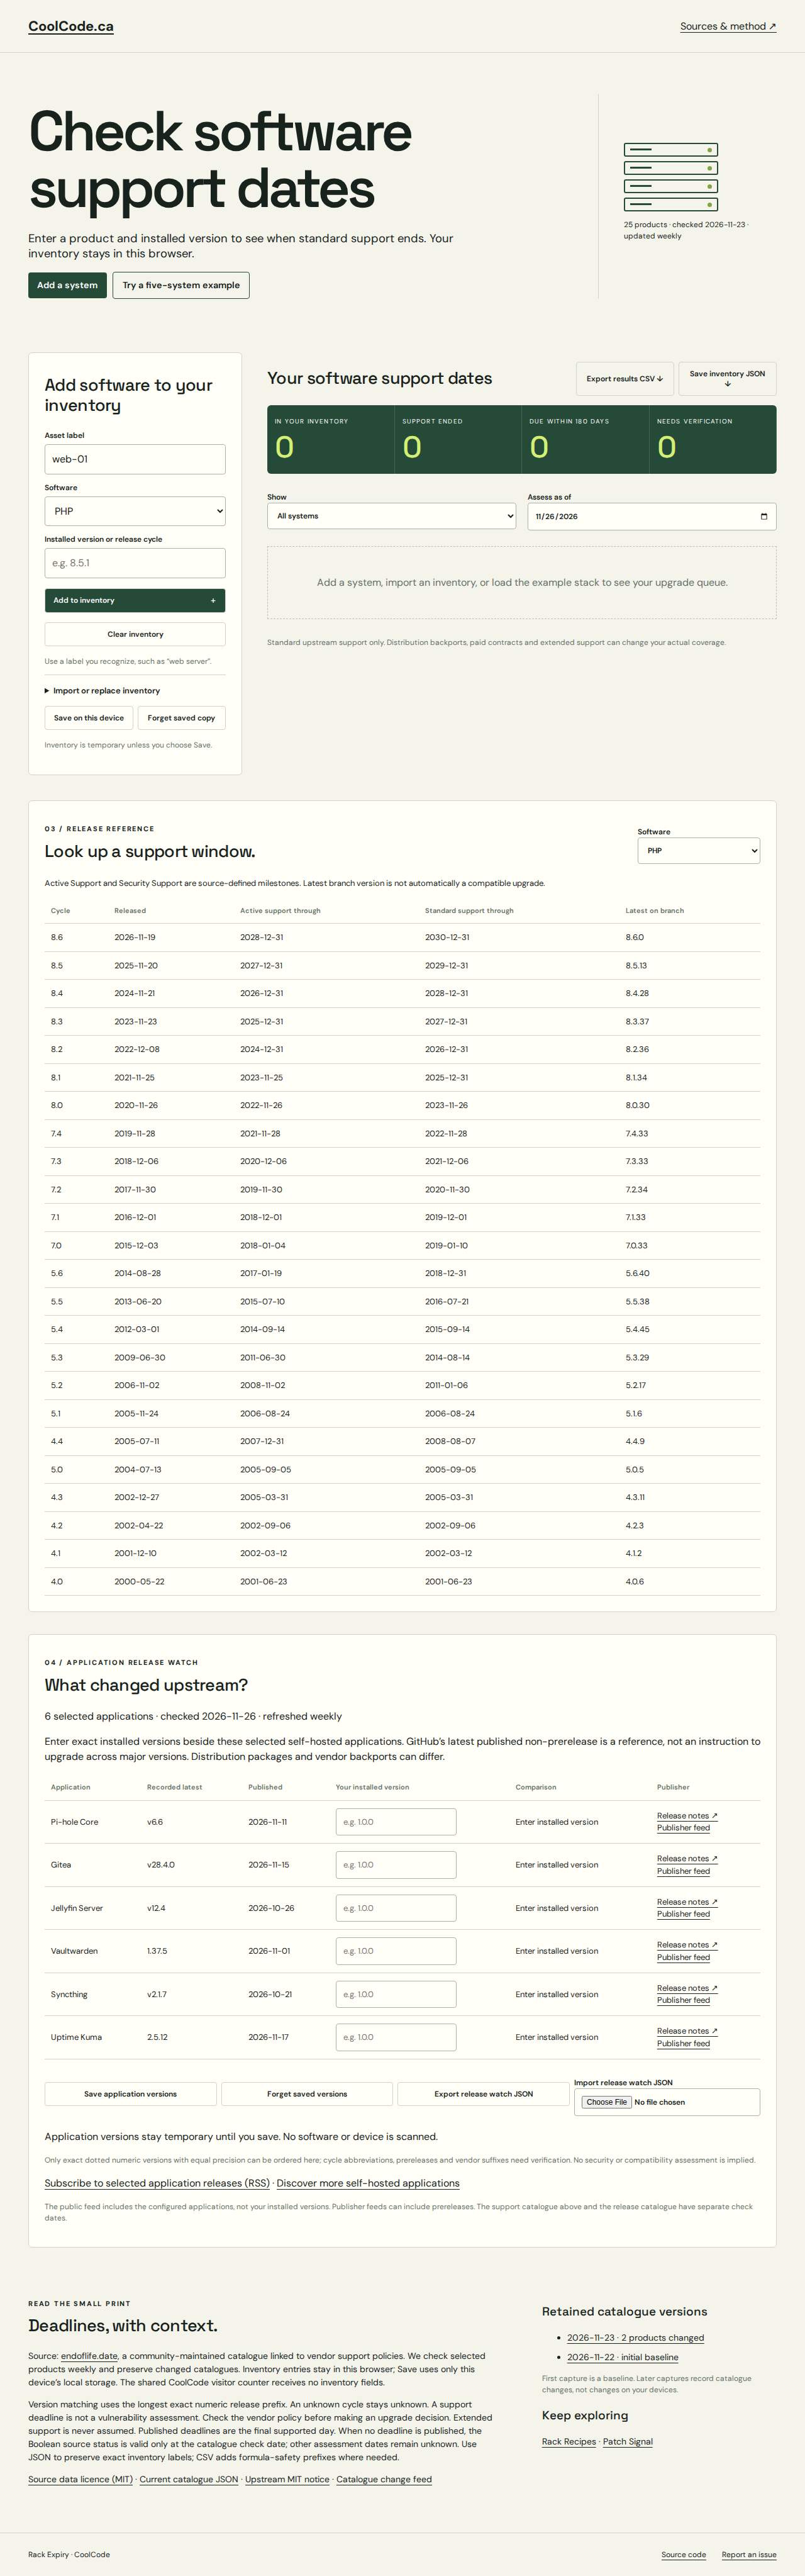 CoolCode.ca
Sources & method ↗
Check software
support dates
Enter a product and installed version to see when standard support ends. Your
inventory stays in this browser.
Add a system
Try a five-system example
25 products · checked 2026-11-23 ·
updated weekly
Add software to your
inventory
Asset label
web-01
Software
PHP
Installed version or release cycle
e.g. 8.5.1
Add to inventory +
Clear inventory
Use a label you recognize, such as "web server".
▶ Import or replace inventory
Save on this device
Forget saved copy
Inventory is temporary unless you choose Save.
Your software support dates
Export results CSV ↓
Save inventory JSON
↓
IN YOUR INVENTORY
0
SUPPORT ENDED
0
DUE WITHIN 180 DAYS
0
NEEDS VERIFICATION
0
Show
All systems
Assess as of
11/26/2026
Add a system, import an inventory, or load the example stack to see your upgrade queue.
Standard upstream support only. Distribution backports, paid contracts and extended support can change your actual coverage.
03 / RELEASE REFERENCE
Look up a support window.
Software
PHP
Active Support and Security Support are source-defined milestones. Latest branch version is not automatically a compatible upgrade.
Cycle Released Active support through Standard support through Latest on branch
8.6 2026-11-19 2028-12-31 2030-12-31 8.6.0
8.5 2025-11-20 2027-12-31 2029-12-31 8.5.13
8.4 2024-11-21 2026-12-31 2028-12-31 8.4.28
8.3 2023-11-23 2025-12-31 2027-12-31 8.3.37
8.2 2022-12-08 2024-12-31 2026-12-31 8.2.36
8.1 2021-11-25 2023-11-25 2025-12-31 8.1.34
8.0 2020-11-26 2022-11-26 2023-11-26 8.0.30
7.4 2019-11-28 2021-11-28 2022-11-28 7.4.33
7.3 2018-12-06 2020-12-06 2021-12-06 7.3.33
7.2 2017-11-30 2019-11-30 2020-11-30 7.2.34
7.1 2016-12-01 2018-12-01 2019-12-01 7.1.33
7.0 2015-12-03 2018-01-04 2019-01-10 7.0.33
5.6 2014-08-28 2017-01-19 2018-12-31 5.6.40
5.5 2013-06-20 2015-07-10 2016-07-21 5.5.38
5.4 2012-03-01 2014-09-14 2015-09-14 5.4.45
5.3 2009-06-30 2011-06-30 2014-08-14 5.3.29
5.2 2006-11-02 2008-11-02 2011-01-06 5.2.17
5.1 2005-11-24 2006-08-24 2006-08-24 5.1.6
4.4 2005-07-11 2007-12-31 2008-08-07 4.4.9
5.0 2004-07-13 2005-09-05 2005-09-05 5.0.5
4.3 2002-12-27 2005-03-31 2005-03-31 4.3.11
4.2 2002-04-22 2002-09-06 2002-09-06 4.2.3
4.1 2001-12-10 2002-03-12 2002-03-12 4.1.2
4.0 2000-05-22 2001-06-23 2001-06-23 4.0.6
04 / APPLICATION RELEASE WATCH
What changed upstream?
6 selected applications · checked 2026-11-26 · refreshed weekly
Enter exact installed versions beside these selected self-hosted applications. GitHub's latest published non-prerelease is a reference, not an instruction to
upgrade across major versions. Distribution packages and vendor backports can differ.
Application Recorded latest Published Your installed version Comparison Publisher
Pi-hole Core v6.6 2026-11-11 e.g. 1.0.0 Enter installed version Release notes ↗
Publisher feed
Gitea v28.4.0 2026-11-15 e.g. 1.0.0 Enter installed version Release notes ↗
Publisher feed
Jellyfin Server v12.4 2026-10-26 e.g. 1.0.0 Enter installed version Release notes ↗
Publisher feed
Vaultwarden 1.37.5 2026-11-01 e.g. 1.0.0 Enter installed version Release notes ↗
Publisher feed
Syncthing v2.1.7 2026-10-21 e.g. 1.0.0 Enter installed version Release notes ↗
Publisher feed
Uptime Kuma 2.5.12 2026-11-17 e.g. 1.0.0 Enter installed version Release notes ↗
Publisher feed
Save application versions
Forget saved versions
Export release watch JSON
Import release watch JSON
Choose File No file chosen
Application versions stay temporary until you save. No software or device is scanned.
Only exact dotted numeric versions with equal precision can be ordered here; cycle abbreviations, prereleases and vendor suffixes need verification. No security or compatibility assessment is implied.
Subscribe to selected application releases (RSS) · Discover more self-hosted applications
The public feed includes the configured applications, not your installed versions. Publisher feeds can include prereleases. The support catalogue above and the release catalogue have separate check
dates.
READ THE SMALL PRINT
Deadlines, with context.
Source: endoflife.date, a community-maintained catalogue linked to vendor support policies. We check selected
products weekly and preserve changed catalogues. Inventory entries stay in this browser; Save uses only this
device's local storage. The shared CoolCode visitor counter receives no inventory fields.
Version matching uses the longest exact numeric release prefix. An unknown cycle stays unknown. A support
deadline is not a vulnerability assessment. Check the vendor policy before making an upgrade decision. Extended
support is never assumed. Published deadlines are the final supported day. When no deadline is published, the
Boolean source status is valid only at the catalogue check date; other assessment dates remain unknown. Use
JSON to preserve exact inventory labels; CSV adds formula-safety prefixes where needed.
Source data licence (MIT) · Current catalogue JSON · Upstream MIT notice · Catalogue change feed
Retained catalogue versions
• 2026-11-23 · 2 products changed
• 2026-11-22 · initial baseline
First capture is a baseline. Later captures record catalogue
changes, not changes on your devices.
Keep exploring
Rack Recipes · Patch Signal
Rack Expiry · CoolCode
Source code
Report an issue